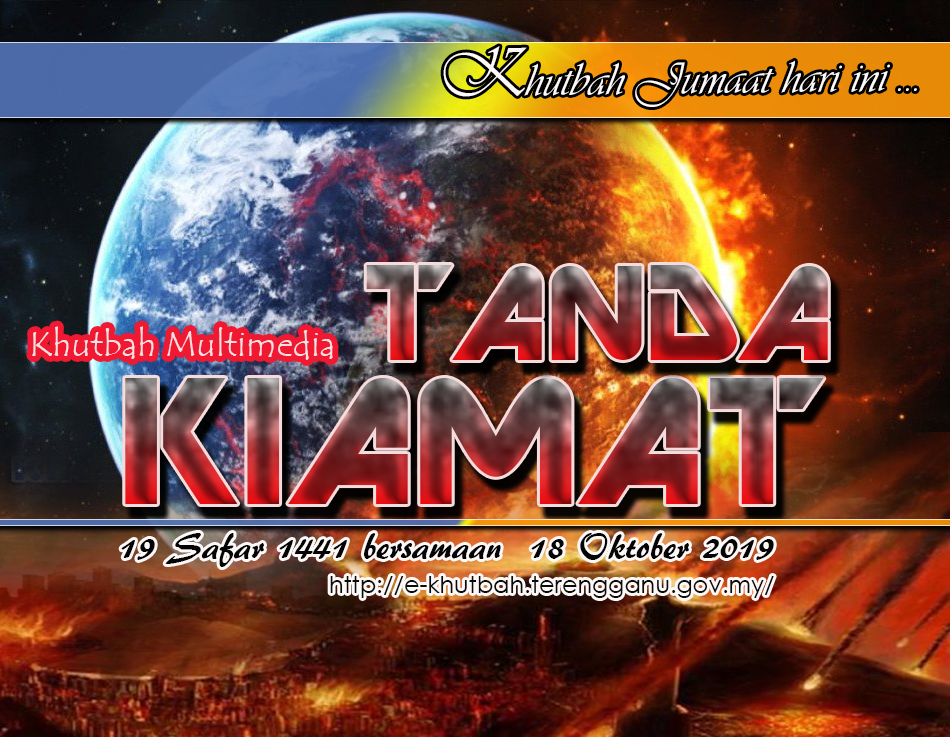 Khutbah Jumaat hari ini ...
TANDA
Khutbah Multimedia
KIAMAT
19 Safar 1441 bersamaan 18 Oktober 2019
http://e-khutbah.terengganu.gov.my/